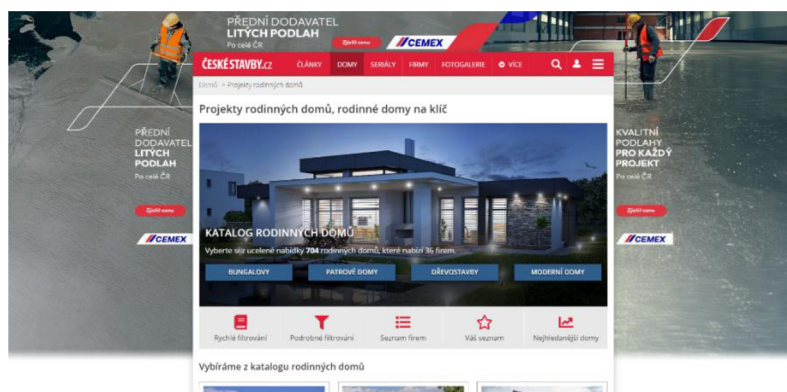 PŘEDNÍ DODAVATEL
LITÝCH PODLAH
Po celé ČR
Zjistit cenu
CEMEX
ČESKÉSTAVBY.cz
ČLÁNKY
DOMY
SERIÁLY
FIRMY
FOTOGALERIE
VÍCE
Domů > Projekty rodinných domů
Projekty rodinných domů, rodinné domy na klíč
PŘEDNÍ
DODAVATEL
LITÝCH
PODLAH
Po celé ČR
Zjistit cenu
CEMEX
KATALOG RODINNÝCH DOMŮ
Vyberte si z ucelené nabídky 704 rodinných domů, které nabízí 36 firem.
BUNGALOVY
PATROVÉ DOMY
DŘEVOSTAVBY
MODERNÍ DOMY
KVALITNÍ
PODLAHY
PRO KAŽDÝ
PROJEKT
Po celé ČR
Zjistit cenu
CEMEX
Rychlé filtrování
Podrobné filtrování
Seznam firem
Váš seznam
Nejhledanější domy
Vybíráme z katalogu rodinných domů